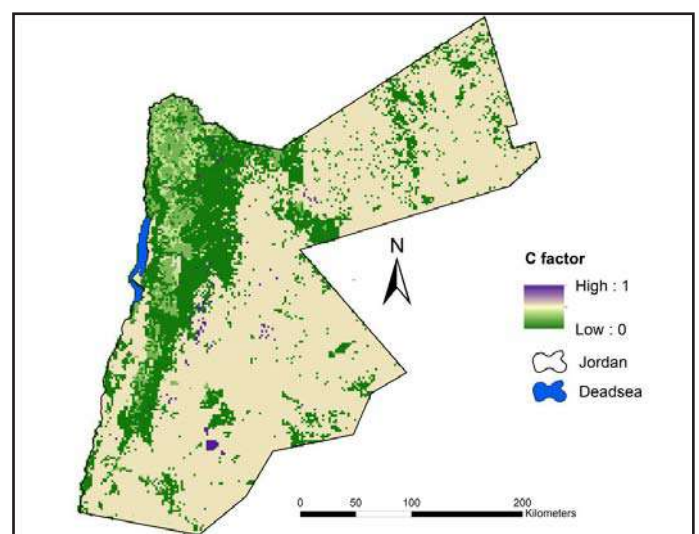 N
C factor
High : 1
Low : 0
Jordan
Deadsea
0 50 100 200
Kilometers